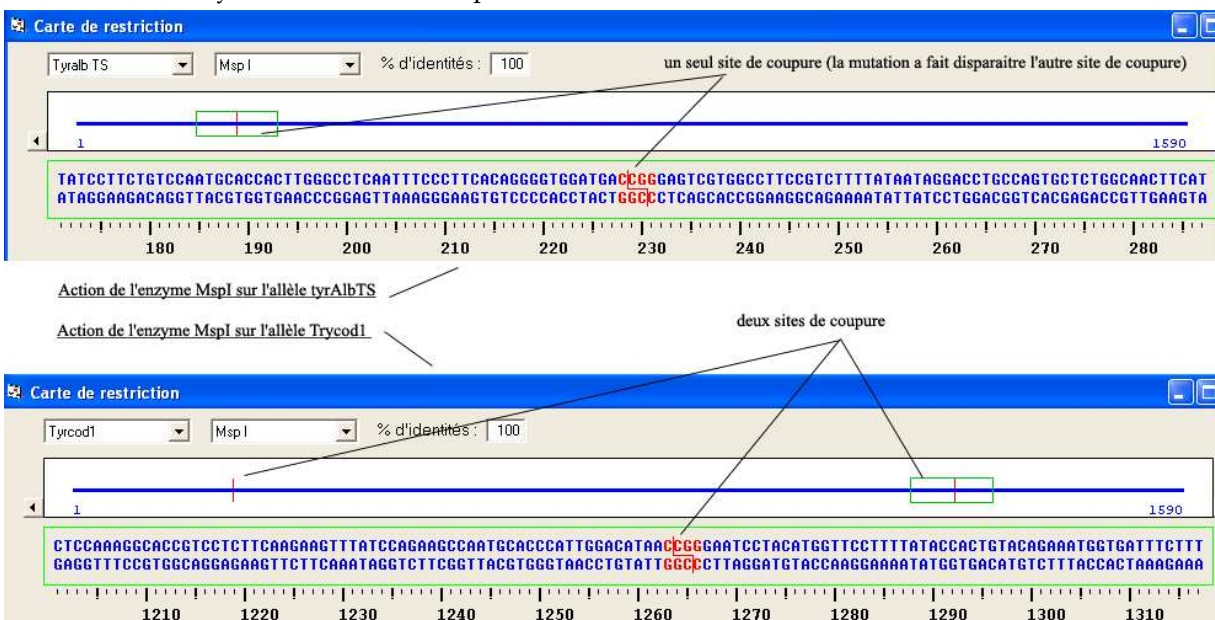 Carte de restriction
Tyralb TS Msp I % d'identités : 100 un seul site de coupure (la mutation a fait disparaitre l'autre site de coupure)
1 1590
TATCCTTCTGTCCAATGCACCACTTGGGCCTCAATTTCCCTTCACAGGGGTGGATGACCGGGAGTCGTGGCCTTCCGTCTTTTATAATAGGACCTGCCAGTGCTCTGGCAACTTCAT
ATAGGAAGACAGGTTACGTGGTGAACCCGGAGTTAAAGGGAAGTGTCCCCACCTACTGGCCCTCAGCACCGGAAGGCAGAAAATATTATCCTGGACGGTCACGAGACCGTTGAAGTA
180 190 200 210 220 230 240 250 260 270 280
Action de l'enzyme MspI sur l'allèle tyrAlbTS
Action de l'enzyme MspI sur l'allèle Trycod1
deux sites de coupure
Carte de restriction
Tyrcod1 Msp I % d'identités : 100
1 1590
CTCCAAAGGCACCGTCCTCTTCAAGAAGTTTATCCAGAAGCCAATGCACCCATTGGACATAACCGGGAATCCTACATGGTTCCTTTTATACCACTGTACAGAAATGGTGATTTCTTT
GAGGTTTCCGTGGCAGGAGAAGTTCTTCAAATAGGTCTTCGGTTACGTGGGTAACCTGTATTGGCCCTTAGGATGTACCAAGGAAAATATGGTGACATGTCTTTACCACTAAAGAAA
1210 1220 1230 1240 1250 1260 1270 1280 1290 1300 1310